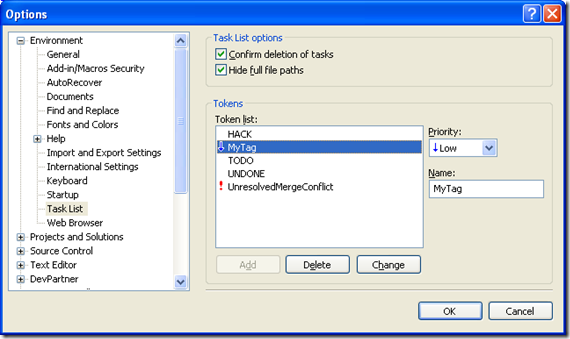 Options
Environment
General
Add-in/Macros Security
AutoRecover
Documents
Find and Replace
Fonts and Colors
Help
Import and Export Settings
International Settings
Keyboard
Startup
Task List
Web Browser
Projects and Solutions
Source Control
Text Editor
DevPartner
Task List options
Confirm deletion of tasks
Hide full file paths
Tokens
Token list:
HACK
MyTag
TODO
UNDONE
UnresolvedMergeConflict
Priority:
Low
Name:
MyTag
Add
Delete
Change
OK
Cancel